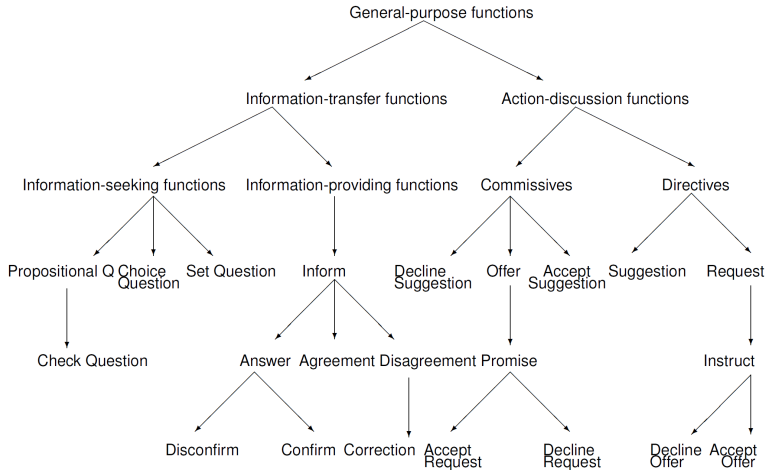 General-purpose functions
Information-transfer functions Action-discussion functions
Information-seeking functions Information-providing functions Commissives Directives
Propositional Q Choice Question Set Question Inform Decline Suggestion Offer Accept Suggestion Suggestion Request
Check Question Answer Agreement Disagreement Promise Instruct
Disconfirm Confirm Correction Accept Request Decline Request Decline Offer Accept Offer